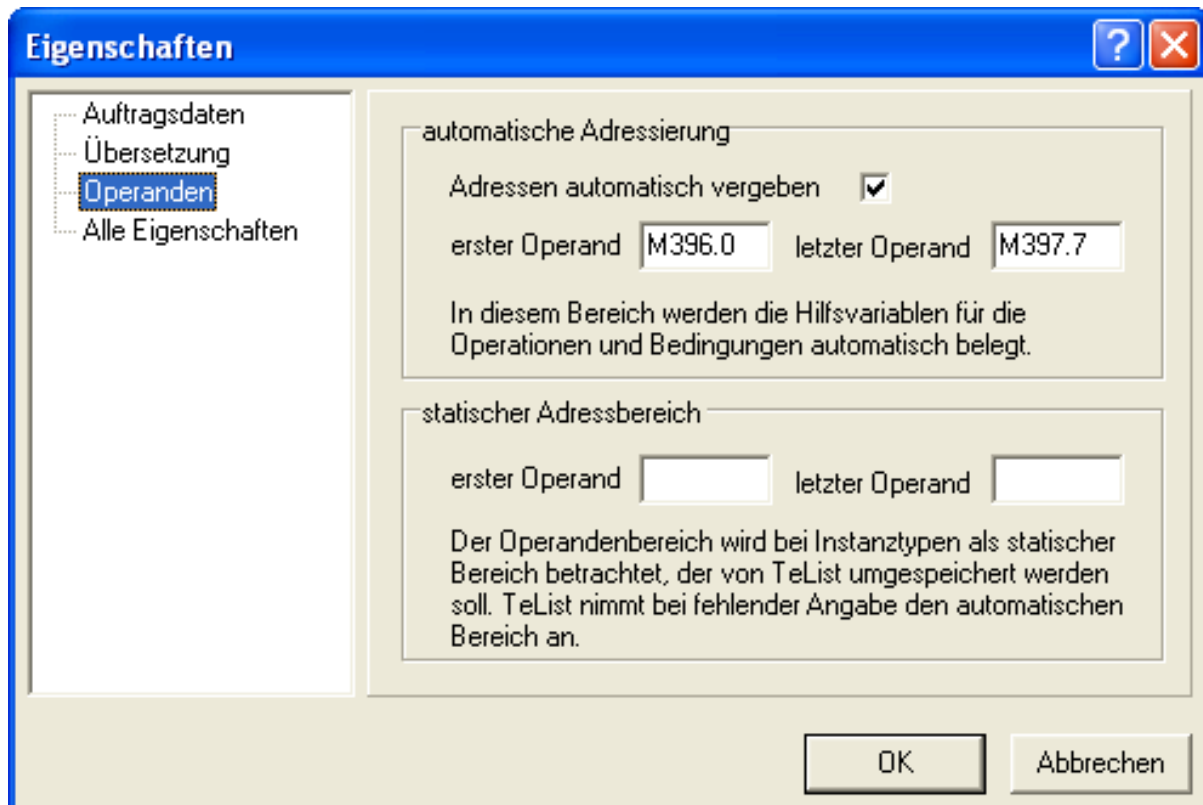 Eigenschaften
Auftragsdaten
Übersetzung
Operanden
Alle Eigenschaften
automatische Adressierung
Adressen automatisch vergeben
erster Operand M396.0 letzter Operand M397.7
In diesem Bereich werden die Hilfsvariablen für die
Operationen und Bedingungen automatisch belegt.
statischer Adressbereich
erster Operand letzter Operand
Der Operandenbereich wird bei Instanztypen als statischer
Bereich betrachtet, der von TeList umgespeichert werden
soll. TeList nimmt bei fehlender Angabe den automatischen
Bereich an.
OK Abbrechen